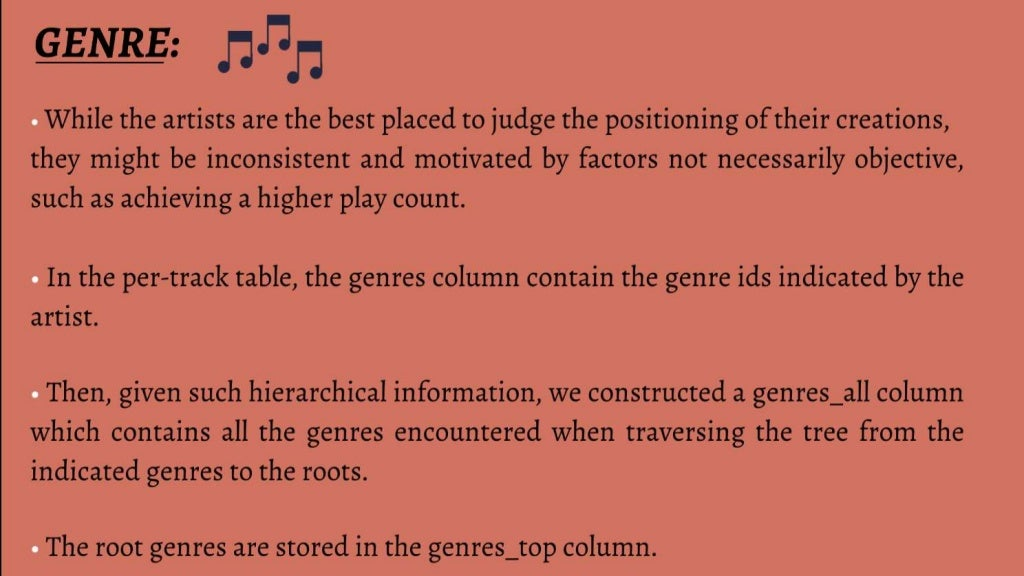 GENRE:
• While the artists are the best placed to judge the positioning of their creations,
they might be inconsistent and motivated by factors not necessarily objective,
such as achieving a higher play count.
• In the per-track table, the genres column contain the genre ids indicated by the
artist.
• Then, given such hierarchical information, we constructed a genres_all column
which contains all the genres encountered when traversing the tree from the
indicated genres to the roots.
• The root genres are stored in the genres_top column.